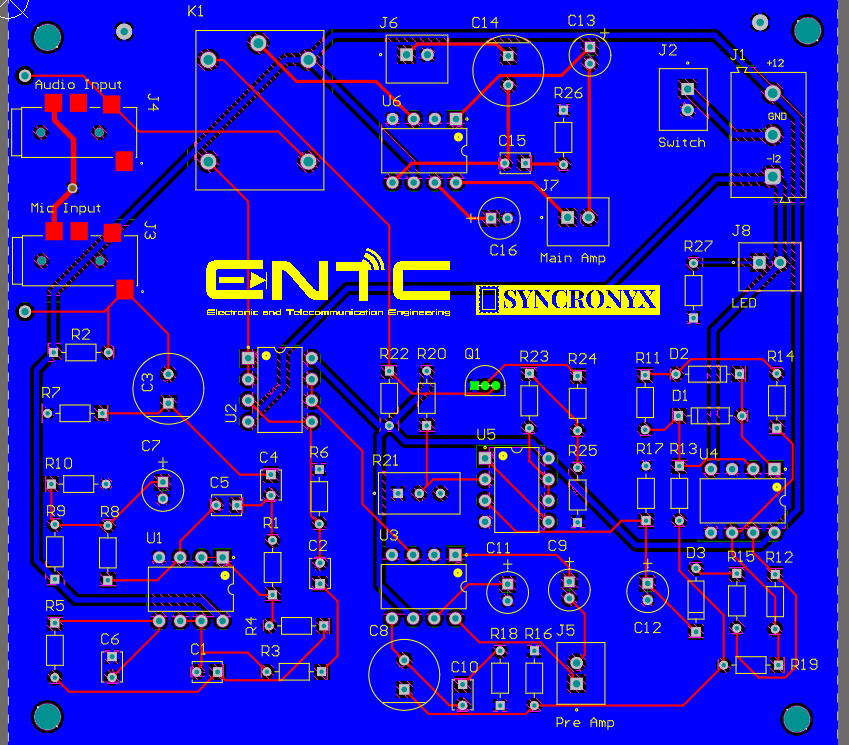 K1
J6
C14
C13
+
J2
J1
+12
Audio Input
J4
U6
R26
GND
Switch
C15
-12
J7
Mic Input
J3
+
C16
Main Amp
J8
R27
ENTC
Electronic and Telecommunication Engineering
SYNCRONYX
LED
R2
R22
R20
Q1
R23
R24
R11
D2
R14
C3
R7
U2
D1
C7
+
C4
R6
U5
R10
R21
R25
R17
R13
U4
C5
R9
R8
R1
U1
C2
U3
C11
+
C9
+
D3
R15
R12
R5
R4
C12
C6
C1
R3
C8
C10
R18
R16
J5
R19
Pre Amp